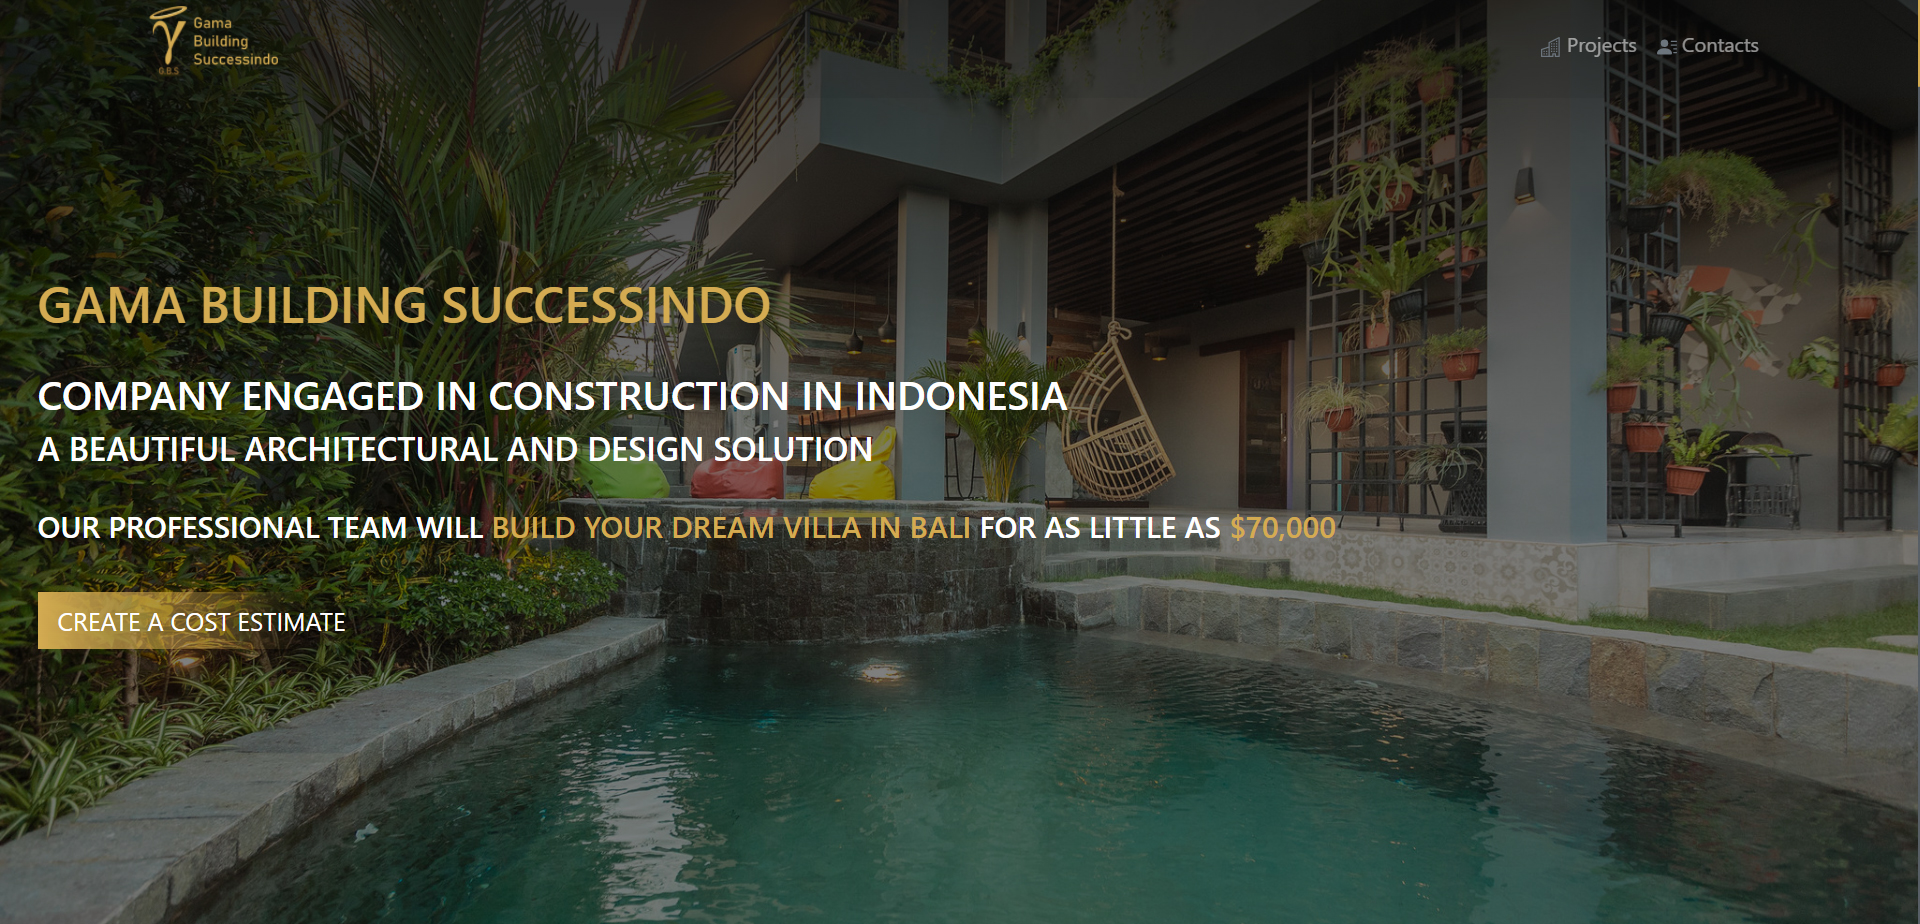 Gama
Building
Successindo
G.B.S
Projects
Contacts
GAMA BUILDING SUCCESSINDO
COMPANY ENGAGED IN CONSTRUCTION IN INDONESIA
A BEAUTIFUL ARCHITECTURAL AND DESIGN SOLUTION
OUR PROFESSIONAL TEAM WILL BUILD YOUR DREAM VILLA IN BALI FOR AS LITTLE AS $70,000
CREATE A COST ESTIMATE